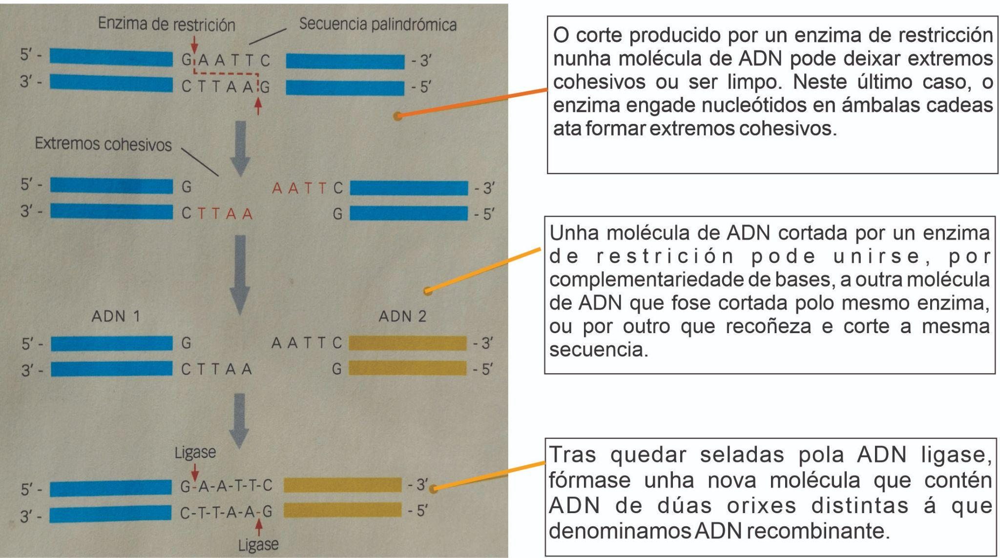 Enzima de restrición
Secuencia palindrómica
5' - G A A T T C - 3'
3' - C T T A A G - 5'
Extremos cohesivos
5' - G A A T T C - 3'
3' - C T T A A G - 5'
ADN 1 ADN 2
5' - G A A T T C - 3'
3' - C T T A A G - 5'
Ligase
5' - G-A-A-T-T-C - 3'
3' - C-T-T-A-A-G - 5'
Ligase
O corte producido por un enzima de restricción
nunha molécula de ADN pode deixar extremos
cohesivos ou ser limpo. Neste último caso, o
enzima engade nucleótidos en ámbalas cadeas
ata formar extremos cohesivos.
Unha molécula de ADN cortada por un enzima
de restrición pode unirse, por
complementariedade de bases, a outra molécula
de ADN que fose cortada polo mesmo enzima,
ou por outro que recoñeza e corte a mesma
secuencia.
Tras quedar seladas pola ADN ligase,
fórmase unha nova molécula que contén
ADN de dúas orixes distintas á que
denominamos ADN recombinante.